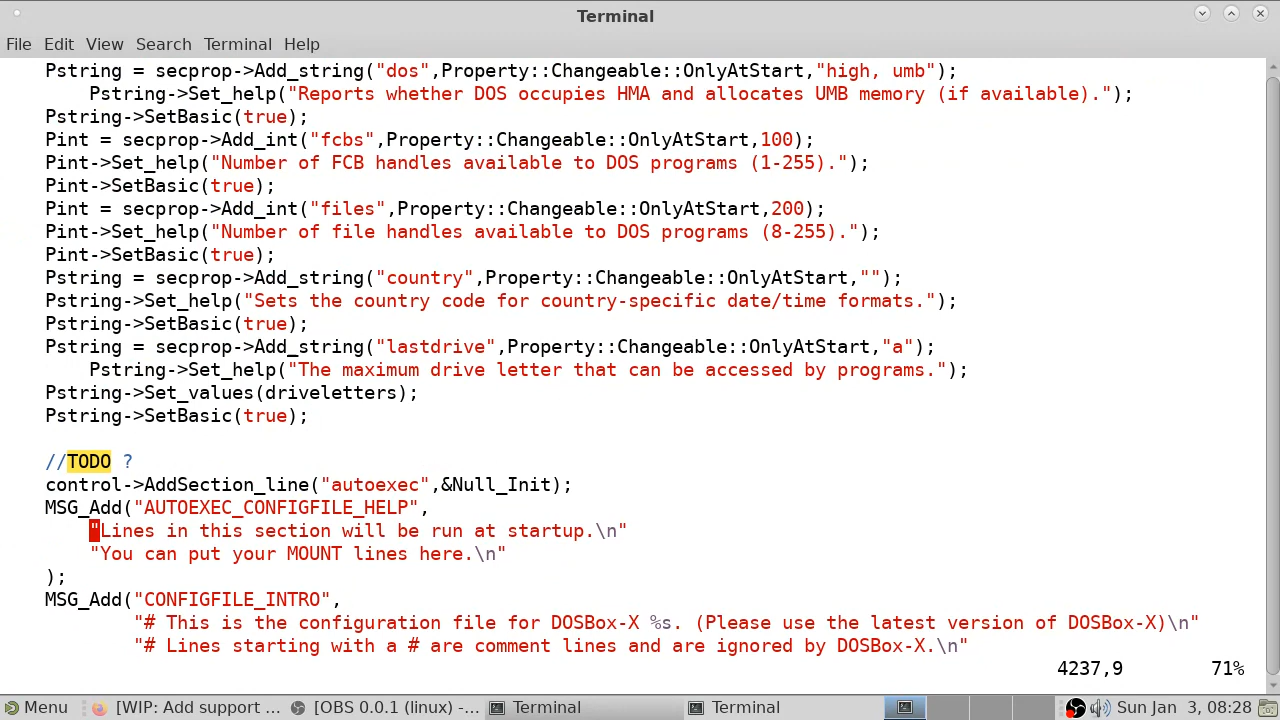 Terminal
File Edit View Search Terminal Help
Pstring = secprop->Add_string("dos",Property::Changeable::OnlyAtStart,"high, umb");
Pstring->Set_help("Reports whether DOS occupies HMA and allocates UMB memory (if available).");
Pstring->SetBasic(true);
Pint = secprop->Add_int("fcbs",Property::Changeable::OnlyAtStart,100);
Pint->Set_help("Number of FCB handles available to DOS programs (1-255).");
Pint->SetBasic(true);
Pint = secprop->Add_int("files",Property::Changeable::OnlyAtStart,200);
Pint->Set_help("Number of file handles available to DOS programs (8-255).");
Pint->SetBasic(true);
Pstring = secprop->Add_string("country",Property::Changeable::OnlyAtStart,"");
Pstring->Set_help("Sets the country code for country-specific date/time formats.");
Pstring->SetBasic(true);
Pstring = secprop->Add_string("lastdrive",Property::Changeable::OnlyAtStart,"a");
Pstring->Set_help("The maximum drive letter that can be accessed by programs.");
Pstring->Set_values(driveletters);
Pstring->SetBasic(true);
//TODO ?
control->AddSection_line("autoexec",&Null_Init);
MSG_Add("AUTOEXEC_CONFIGFILE_HELP",
"Lines in this section will be run at startup.\n"
"You can put your MOUNT lines here.\n"
);
MSG_Add("CONFIGFILE_INTRO",
"# This is the configuration file for DOSBox-X %s. (Please use the latest version of DOSBox-X)\n"
"# Lines starting with a # are comment lines and are ignored by DOSBox-X.\n"
4237,9 71%
Menu [WIP: Add support ... [OBS 0.0.1 (linux) -... Terminal Terminal Sun Jan 3, 08:28